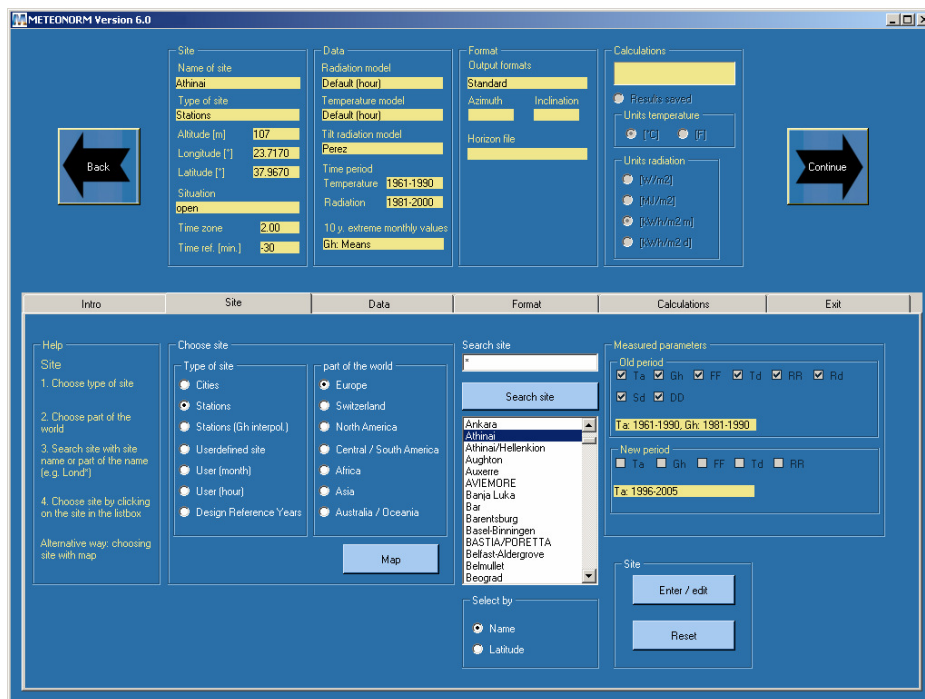 METEONORM Version 6.0
Site
Name of site
Athinai
Type of site
Stations
Altitude [m] 107
Longitude [°] 23.7170
Latitude [°] 37.9670
Situation
open
Time zone 2.00
Time ref. [min.] -30
Data
Radiation model
Default (hour)
Temperature model
Default (hour)
Tilt radiation model
Perez
Time period
Temperature 1961-1990
Radiation 1981-2000
10 y. extreme monthly values
Gh: Means
Format
Output formats
Standard
Azimuth Inclination
Horizon file
Calculations
Results saved
Units temperature
[°C] [F]
Units radiation
[W/m2]
[MJ/m2]
[kWh/m2 m]
[kWh/m2 d]
Back
Continue
Intro Site Data Format Calculations Exit
Help
Site
1. Choose type of site
2. Choose part of the
world
3. Search site with site
name or part of the name
(e.g. Lond*)
4. Choose site by clicking
on the site in the listbox
Alternative way: choosing
site with map
Choose site
Type of site
Cities
Stations
Stations (Gh interpol.)
Userdefined site
User (month)
User (hour)
Design Reference Years
part of the world
Europe
Switzerland
North America
Central / South America
Africa
Asia
Australia / Oceania
Map
Search site
*
Search site
Ankara
Athinai
Athinai/Hellenkion
Aughton
Auxerre
AVIEMORE
Banja Luka
Bar
Barentsburg
Basel-Binningen
BASTIA/PORETTA
Belfast-Aldergrove
Belmullet
Beograd
Select by
Name
Latitude
Measured parameters
Old period
Ta Gh FF Td RR Rd
Sd DD
Ta: 1961-1990, Gh: 1981-1990
New period
Ta Gh FF Td RR
Ta: 1996-2005
Site
Enter / edit
Reset